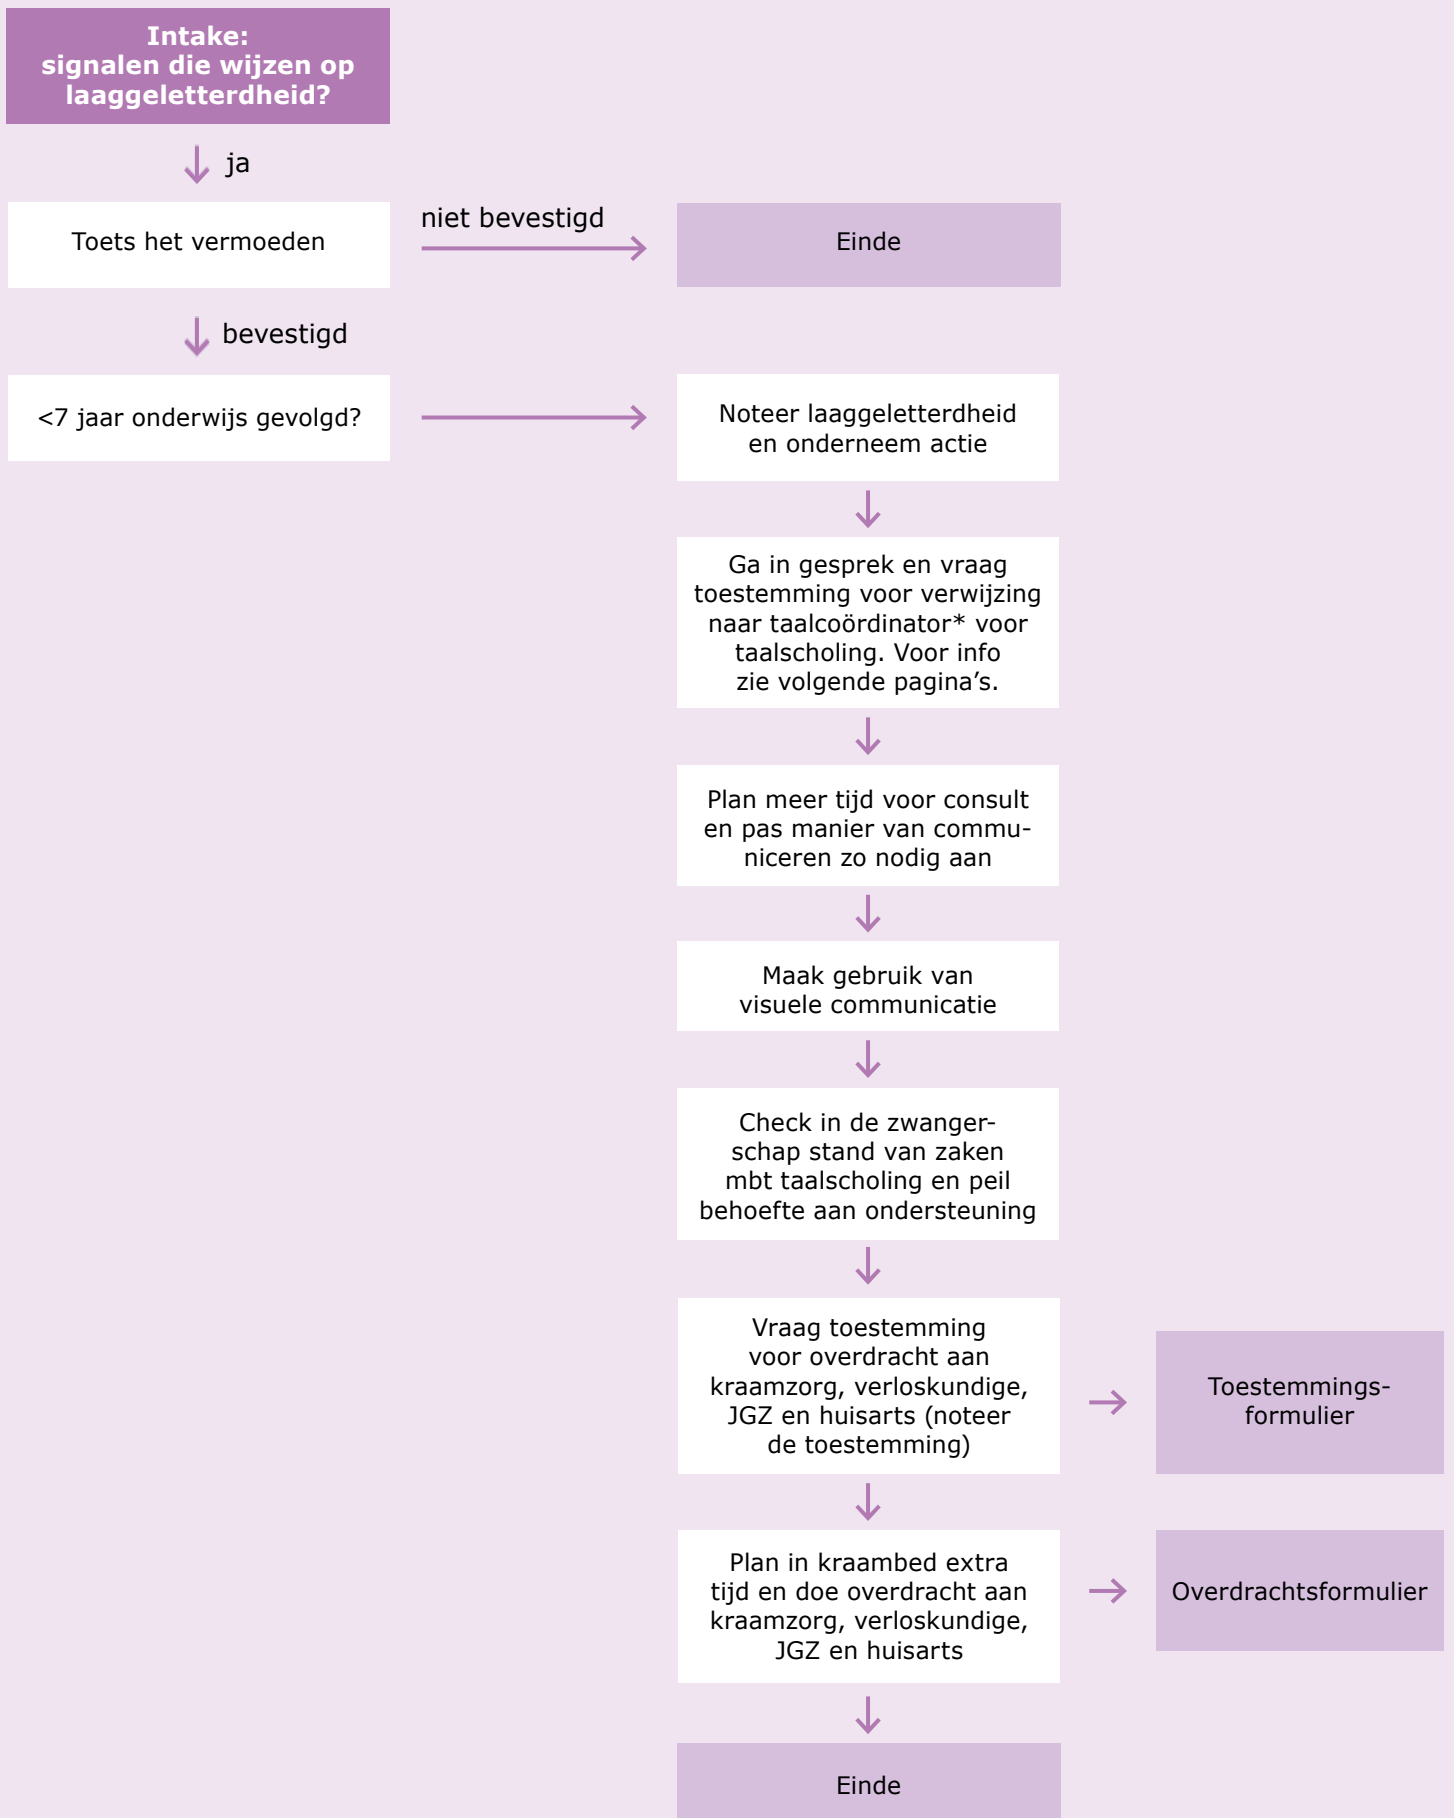 Intake:
signalen die wijzen op
laaggeletterdheid?
ja
Toets het vermoeden
niet bevestigd
Einde
bevestigd
<7 jaar onderwijs gevolgd?
Noteer laaggeletterdheid
en onderneem actie
Ga in gesprek en vraag
toestemming voor verwijzing
naar taalcoördinator* voor
taalscholing. Voor info
zie volgende pagina’s.
Plan meer tijd voor consult
en pas manier van commu-
niceren zo nodig aan
Maak gebruik van
visuele communicatie
Check in de zwanger-
schap stand van zaken
mbt taalscholing en peil
behoefte aan ondersteuning
Vraag toestemming
voor overdracht aan
kraamzorg, verloskundige,
JGZ en huisarts (noteer
de toestemming)
Toestemmings-
formulier
Plan in kraambed extra
tijd en doe overdracht aan
kraamzorg, verloskundige,
JGZ en huisarts
Overdrachtsformulier
Einde